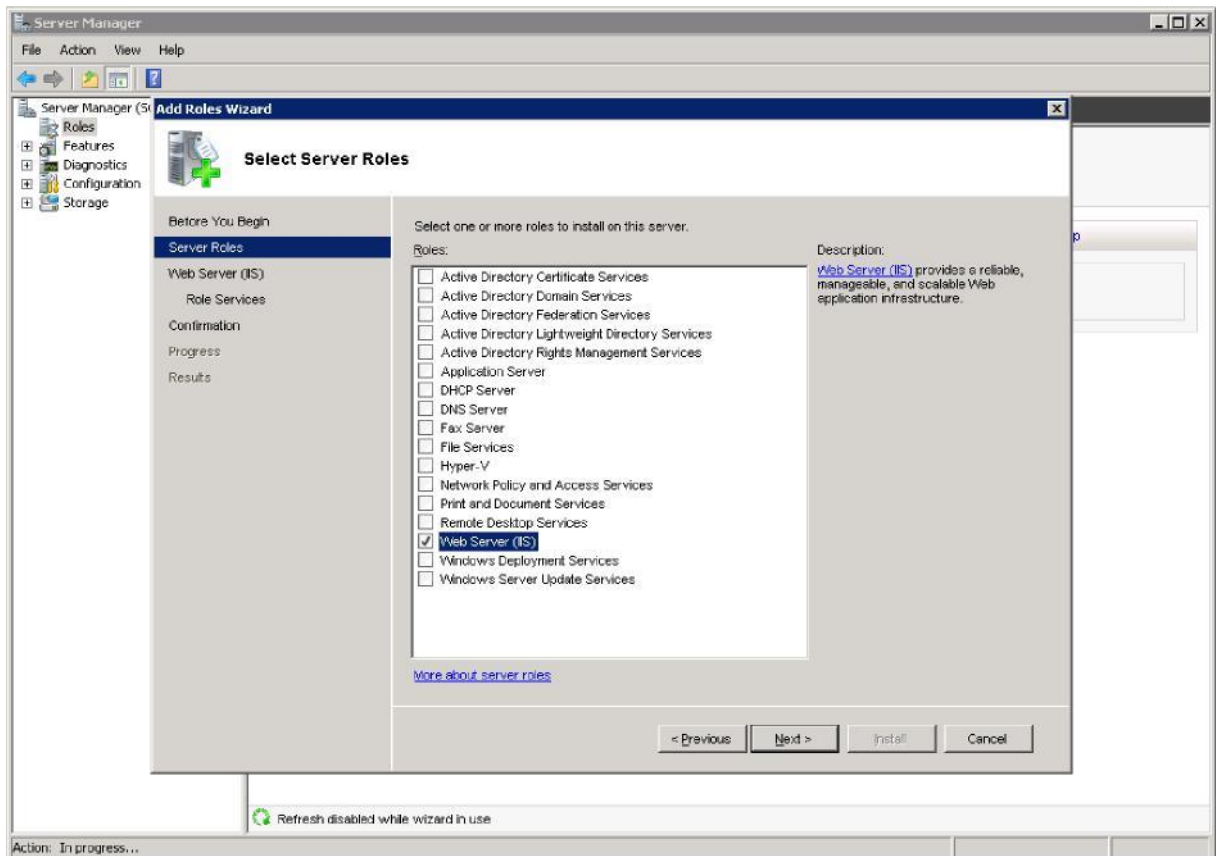 Server Manager
File Action View Help
Server Manager (S
Roles
Features
Diagnostics
Configuration
Storage
Add Roles Wizard
Select Server Roles
Before You Begin
Server Roles
Web Server (IIS)
Role Services
Confirmation
Progress
Results
Select one or more roles to install on this server.
Roles:
Active Directory Certificate Services
Active Directory Domain Services
Active Directory Federation Services
Active Directory Lightweight Directory Services
Active Directory Rights Management Services
Application Server
DHCP Server
DNS Server
Fax Server
File Services
Hyper-V
Network Policy and Access Services
Print and Document Services
Remote Desktop Services
Web Server (IIS)
Windows Deployment Services
Windows Server Update Services
More about server roles
Description:
Web Server (IIS) provides a reliable,
manageable, and scalable Web
application infrastructure.
p
< Previous
Next >
Install
Cancel
Refresh disabled while wizard in use
Action: In progress...